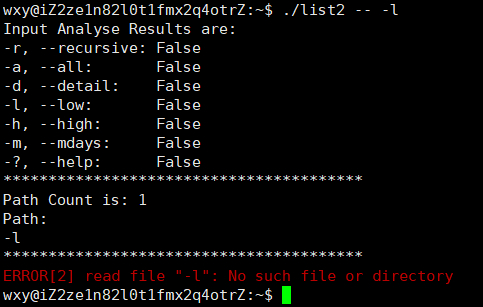 wxy@iZ2ze1n82l0t1fmx2q4otrZ:~$ ./list2 -- -l
Input Analyse Results are:
-r, --recursive: False
-a, --all:       False
-d, --detail:    False
-l, --low:       False
-h, --high:      False
-m, --mdays:     False
-?, --help:      False
***************************************
Path Count is: 1
Path:
-l
***************************************
ERROR[2] read file "-l": No such file or directory
wxy@iZ2ze1n82l0t1fmx2q4otrZ:~$